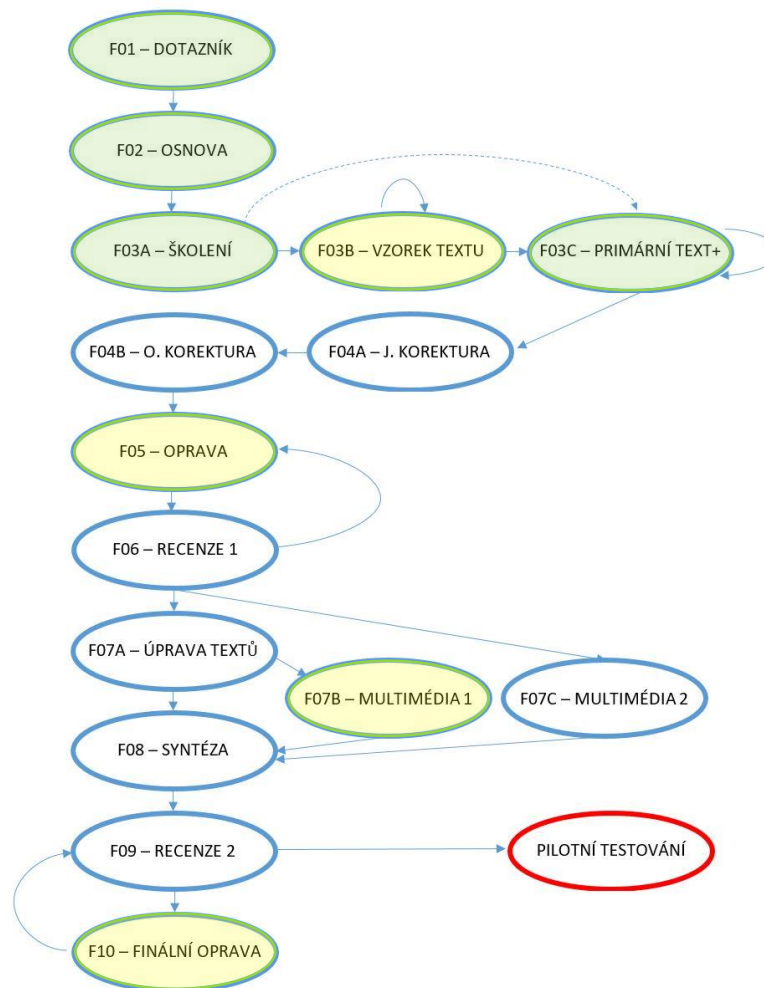 F01 – DOTAZNÍK
F02 – OSNOVA
F03A – ŠKOLENÍ
F03B – VZOREK TEXTU
F03C – PRIMÁRNÍ TEXT+
F04B – O. KOREKTURA
F04A – J. KOREKTURA
F05 – OPRAVA
F06 – RECENZE 1
F07A – ÚPRAVA TEXTŮ
F07B – MULTIMÉDIA 1
F07C – MULTIMÉDIA 2
F08 – SYNTÉZA
F09 – RECENZE 2
PILOTNÍ TESTOVÁNÍ
F10 – FINÁLNÍ OPRAVA